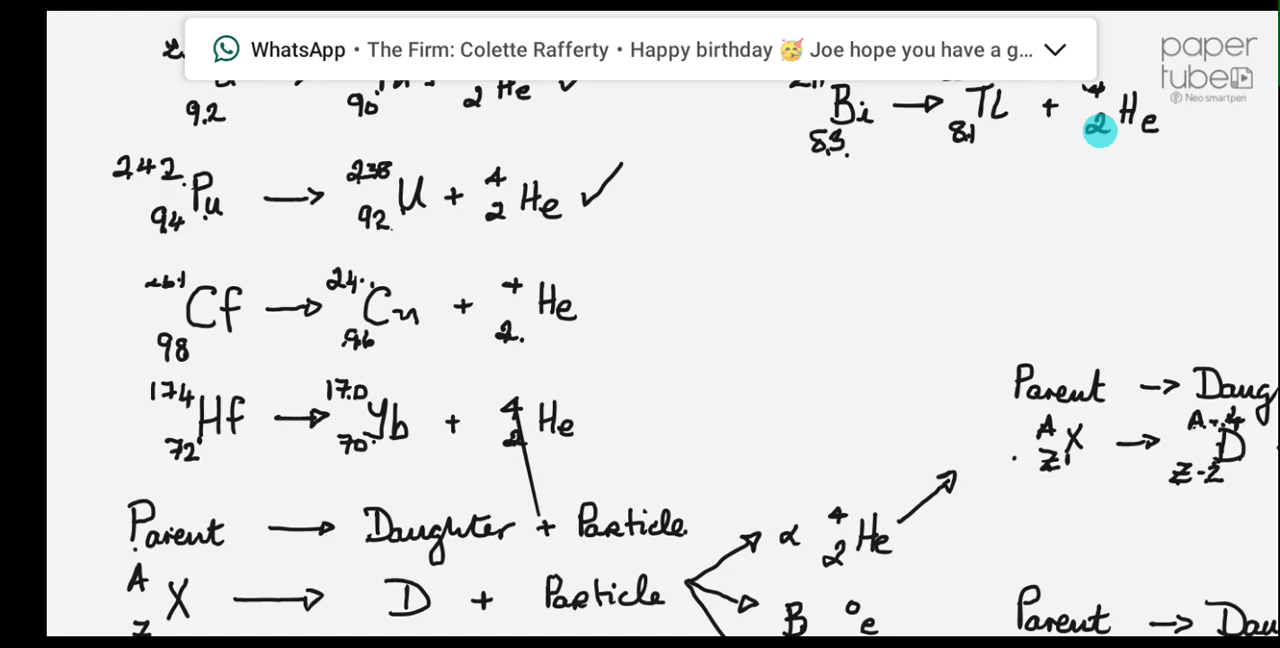 WhatsApp • The Firm: Colette Rafferty • Happy birthday 🥳 Joe hope you have a g...
paper
tube
Neo smartpen
92 90 2 He ✓
Bi → TL + 4 2 He
83 81
242 94 Pu → 238 92 U + 4 2 He ✓
98 Cf → 24 96 Cm + 4 2 He
174 72 Hf → 170 70 Yb + 4 2 He
Parent → Daug
A Z X → A-4 Z-2 D
Parent → Daughter + Particle
α 4 2 He
A Z X → D + Particle
B 0 e
Parent → Dau